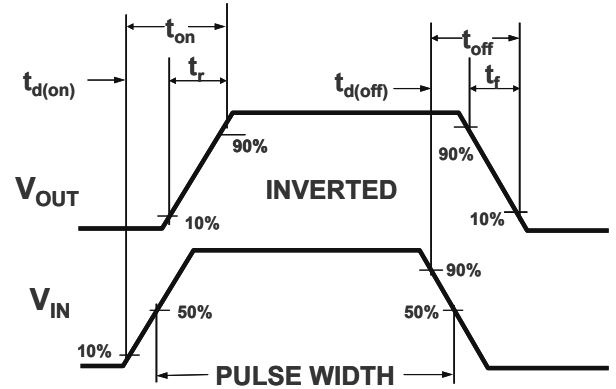 t_on t_off
t_d(on) t_r t_d(off) t_f
90% 90%
V_OUT INVERTED
10% 10%
90%
V_IN 50% 50%
10%
PULSE WIDTH